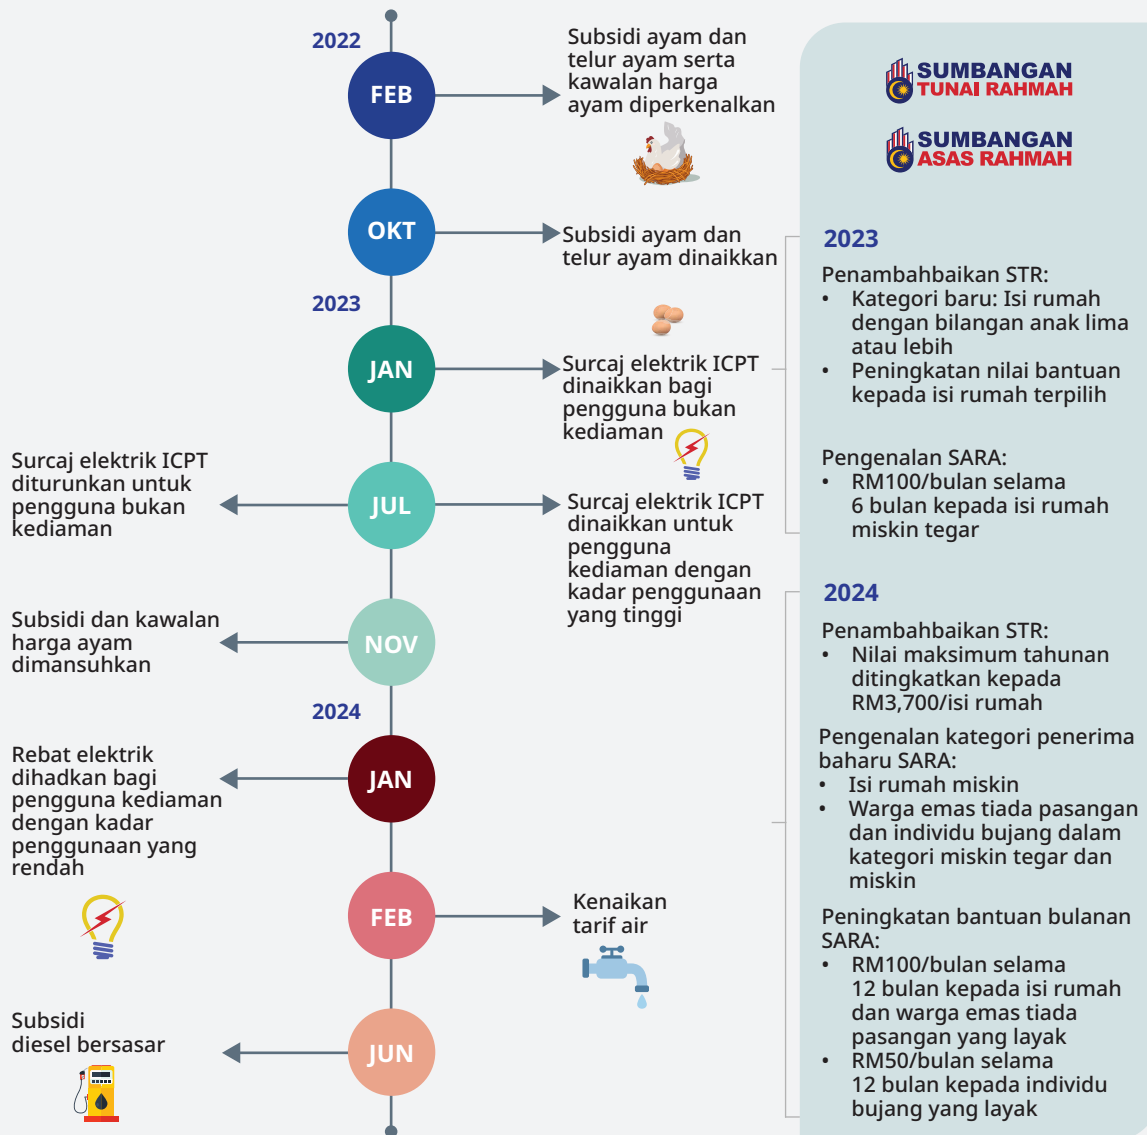 2022
FEB
Subsidi ayam dan
telur ayam serta
kawalan harga
ayam diperkenalkan
OKT
Subsidi ayam dan
telur ayam dinaikkan
2023
JAN
Surcaj elektrik ICPT
dinaikkan bagi
pengguna bukan
kediaman
Surcaj elektrik ICPT
diturunkan untuk
pengguna bukan
kediaman
JUL
Surcaj elektrik ICPT
dinaikkan untuk
pengguna
kediaman dengan
kadar penggunaan
yang tinggi
Subsidi dan kawalan
harga ayam
dimansuhkan
NOV
2024
Rebat elektrik
dihadkan bagi
pengguna kediaman
dengan kadar
penggunaan yang
rendah
JAN
FEB
Kenaikan
tarif air
Subsidi
diesel bersasar
JUN
SUMBANGAN
TUNAI RAHMAH
SUMBANGAN
ASAS RAHMAH
2023
Penambahbaikan STR:
• Kategori baru: Isi rumah
dengan bilangan anak lima
atau lebih
• Peningkatan nilai bantuan
kepada isi rumah terpilih
Pengenalan SARA:
• RM100/bulan selama
6 bulan kepada isi rumah
miskin tegar
2024
Penambahbaikan STR:
• Nilai maksimum tahunan
ditingkatkan kepada
RM3,700/isi rumah
Pengenalan kategori penerima
baharu SARA:
• Isi rumah miskin
• Warga emas tiada pasangan
dan individu bujang dalam
kategori miskin tegar dan
miskin
Peningkatan bantuan bulanan
SARA:
• RM100/bulan selama
12 bulan kepada isi rumah
dan warga emas tiada
pasangan yang layak
• RM50/bulan selama
12 bulan kepada individu
bujang yang layak